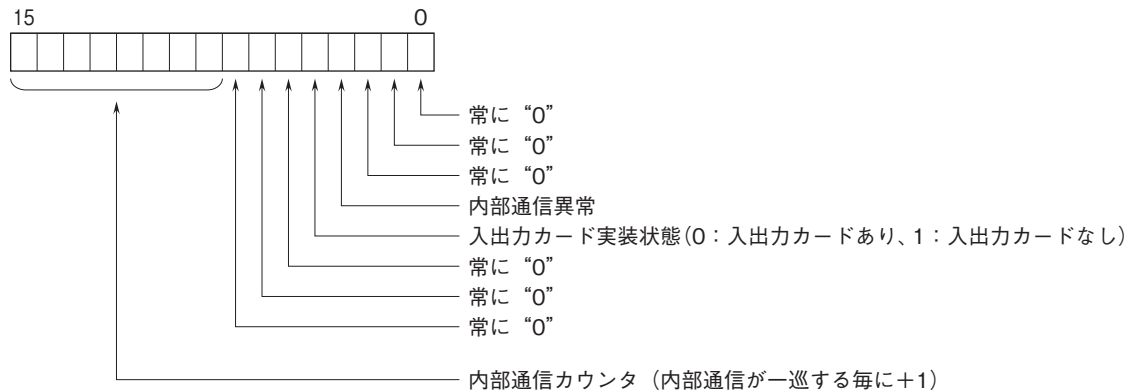 15 0
常に “0”
常に “0”
常に “0”
内部通信異常
入出力カード実装状態（0：入出力カードあり、1：入出力カードなし）
常に “0”
常に “0”
常に “0”
内部通信カウンタ（内部通信が一巡する毎に＋1）